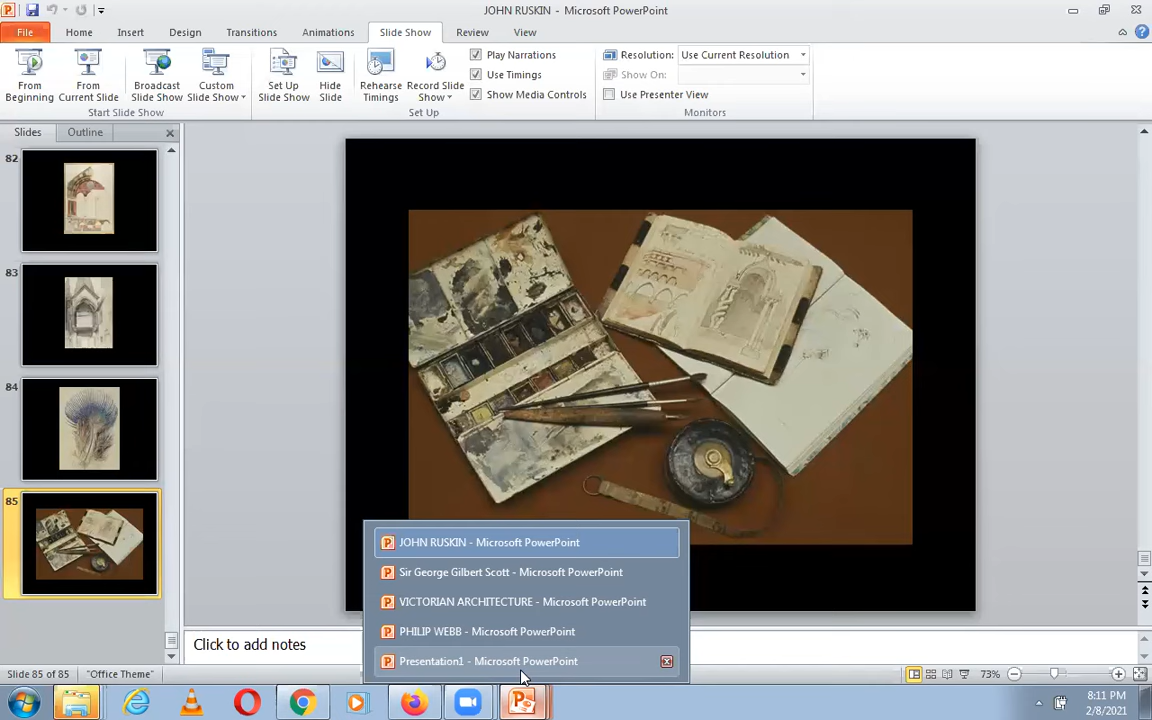 JOHN RUSKIN - Microsoft PowerPoint
File Home Insert Design Transitions Animations Slide Show Review View
From Beginning
From Current Slide
Broadcast Slide Show
Custom Slide Show
Start Slide Show
Set Up Slide Show
Hide Slide
Rehearse Timings
Record Slide Show
Play Narrations
Use Timings
Show Media Controls
Set Up
Resolution: Use Current Resolution
Show On:
Use Presenter View
Monitors
Slides Outline
82
83
84
85
JOHN RUSKIN - Microsoft PowerPoint
Sir George Gilbert Scott - Microsoft PowerPoint
VICTORIAN ARCHITECTURE - Microsoft PowerPoint
PHILIP WEBB - Microsoft PowerPoint
Presentation1 - Microsoft PowerPoint
Click to add notes
Slide 85 of 85 "Office Theme" 73%
8:11 PM
2/8/2021